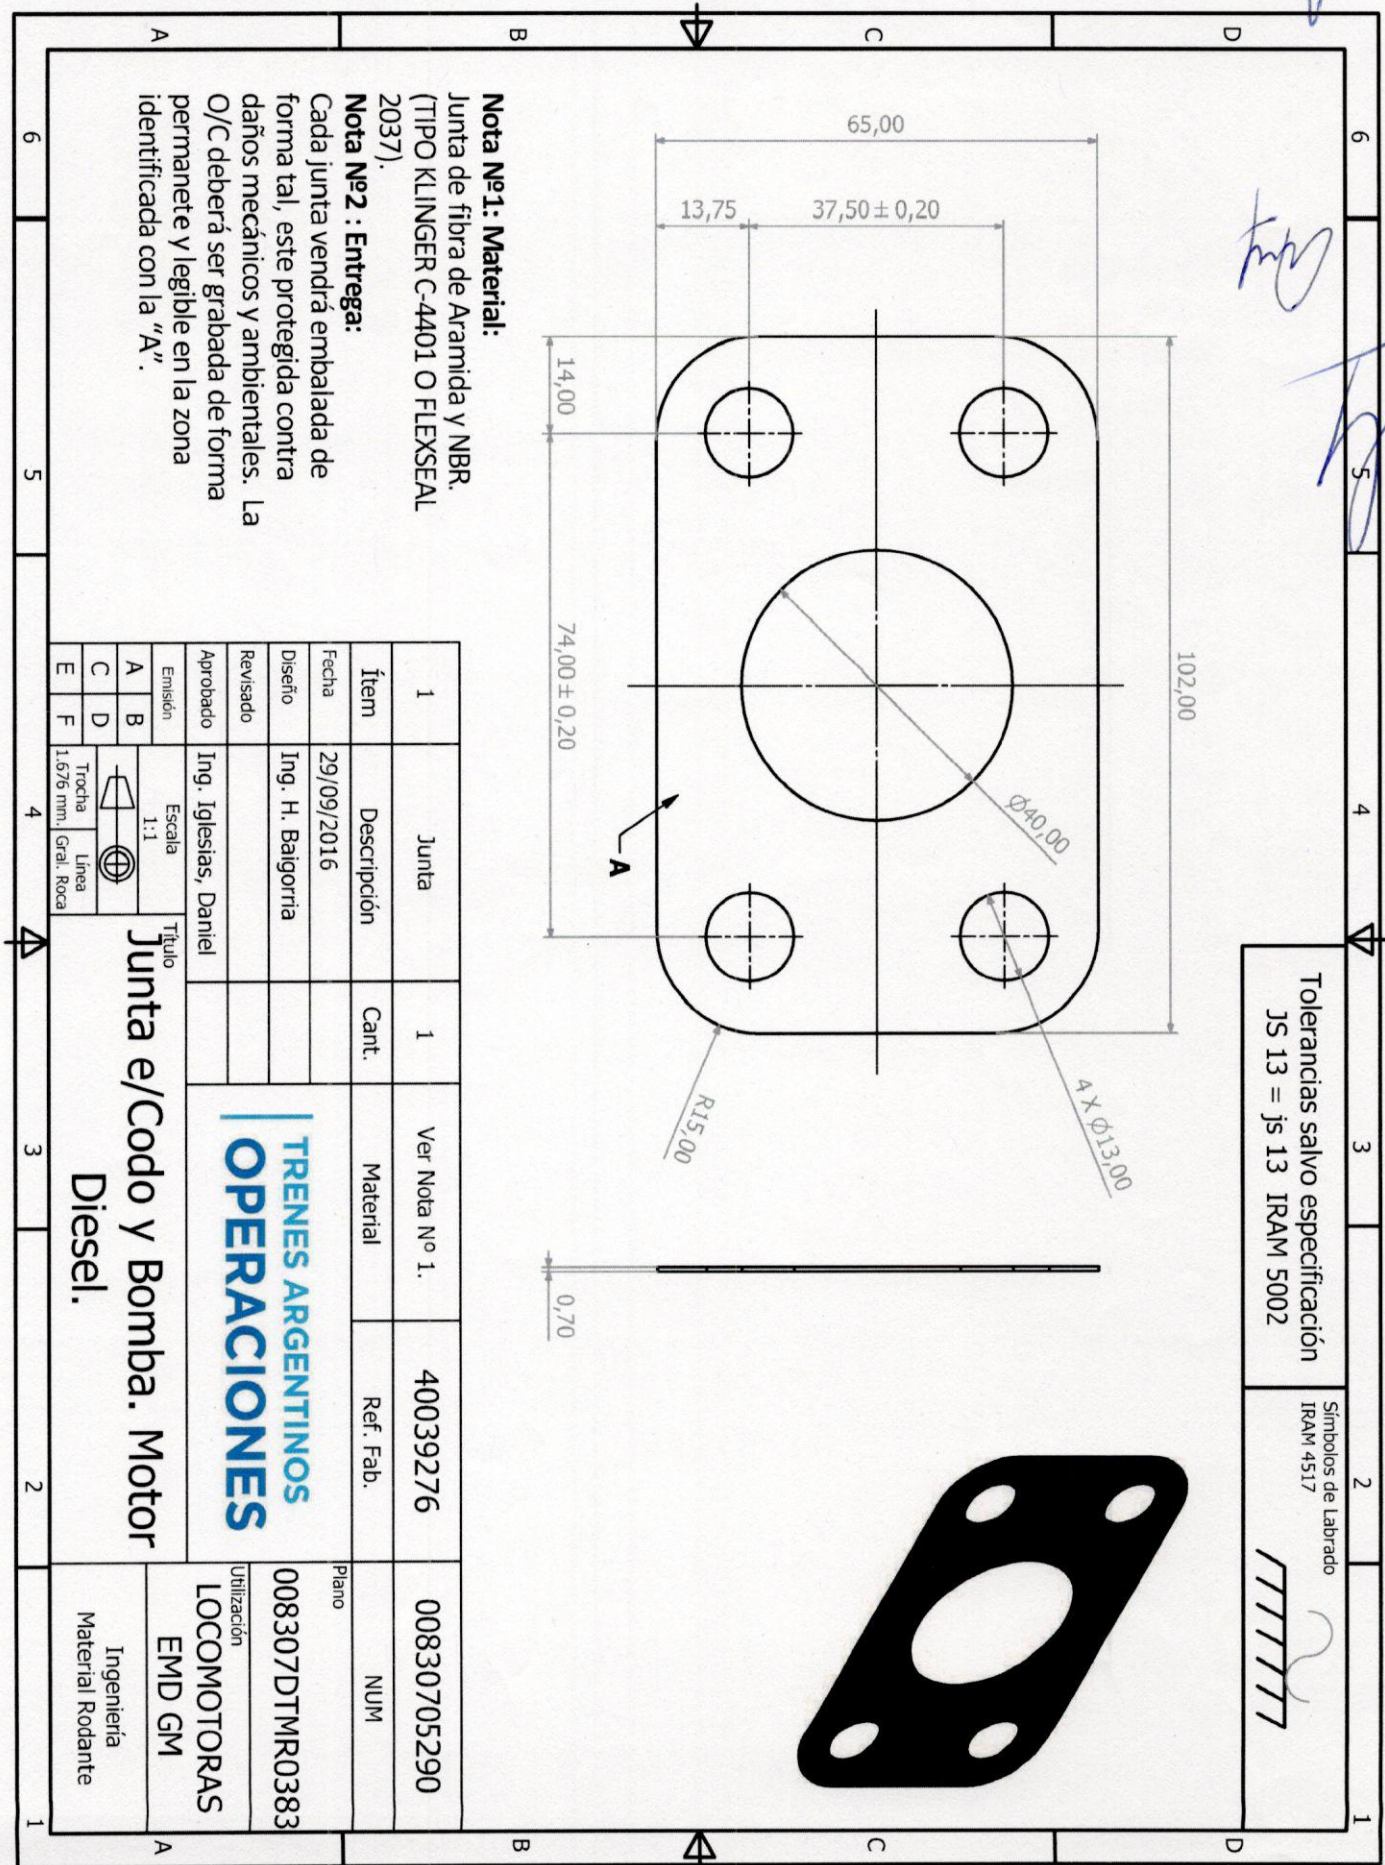 6
5
4
3
2
1
D
C
B
A
Tolerancias salvo especificación
JS 13 = js 13 IRAM 5002
Símbolos de Labrado
IRAM 4517
102,00
65,00
13,75
37,50 ± 0,20
14,00
74,00 ± 0,20
Ø40,00
4 X Ø13,00
R15,00
0,70
A
Nota Nº1: Material:
Junta de fibra de Aramida y NBR.
(TIPO KLINGER C-4401 O FLEXSEAL
2037).
Nota Nº2 : Entrega:
Cada junta vendrá embalada de
forma tal, este protegida contra
daños mecánicos y ambientales. La
O/C deberá ser grabada de forma
permanete y legible en la zona
identificada con la "A".
1 Junta 1 Ver Nota Nº 1. 40039276 00830705290
Ítem Descripción Cant. Material Ref. Fab. NUM
Fecha 29/09/2016
Diseño Ing. H. Baigorria
Revisado
Aprobado Ing. Iglesias, Daniel
TRENES ARGENTINOS
OPERACIONES
Plano
008307DTMR0383
Utilización
LOCOMOTORAS
EMD GM
Emisión
A B
C D
E F
Escala
1:1
Trocha
1.676 mm.
Línea
Gral. Roca
Título
Junta e/Codo y Bomba. Motor
Diesel.
Ingeniería
Material Rodante
6
5
4
3
2
1
D
C
B
A